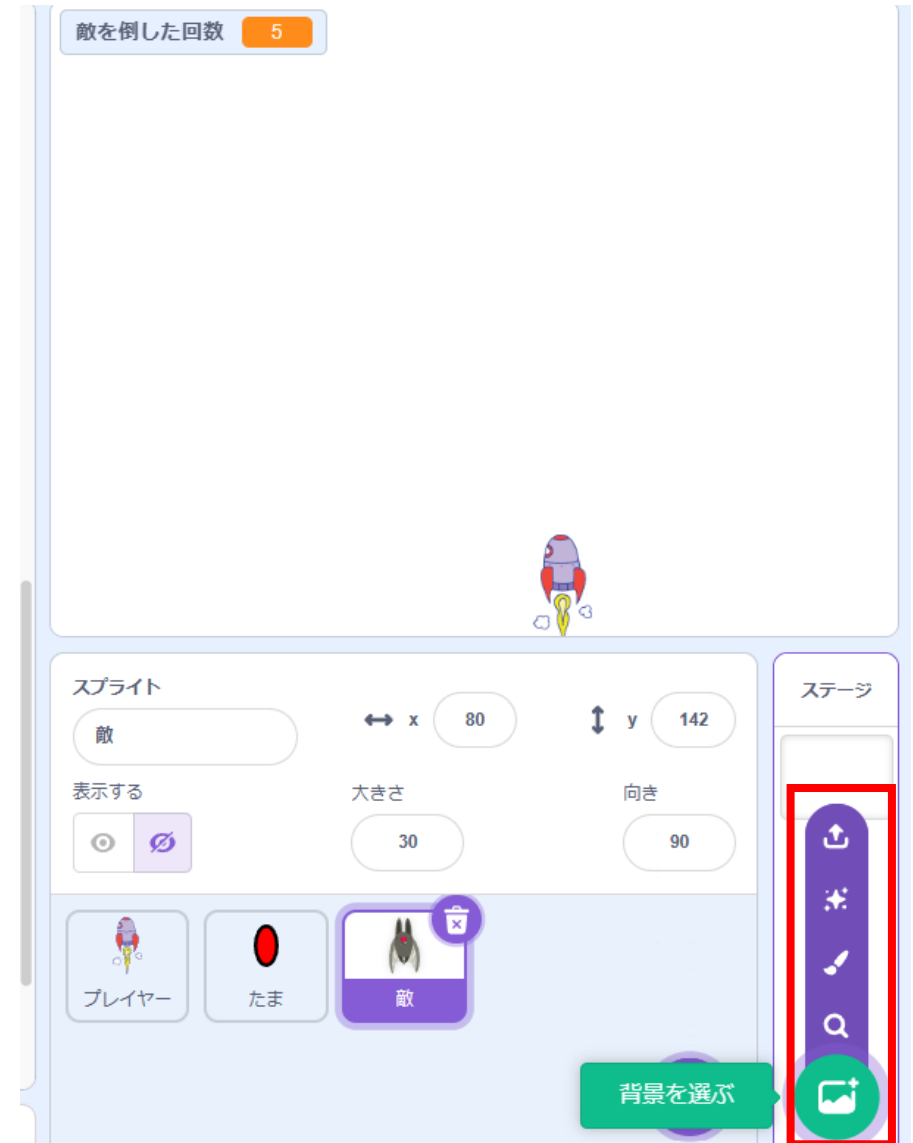 敵を倒した回数 5
スプライト
敵
x 80
y 142
ステージ
表示する
大きさ
30
向き
90
プレイヤー
たま
敵
背景を選ぶ